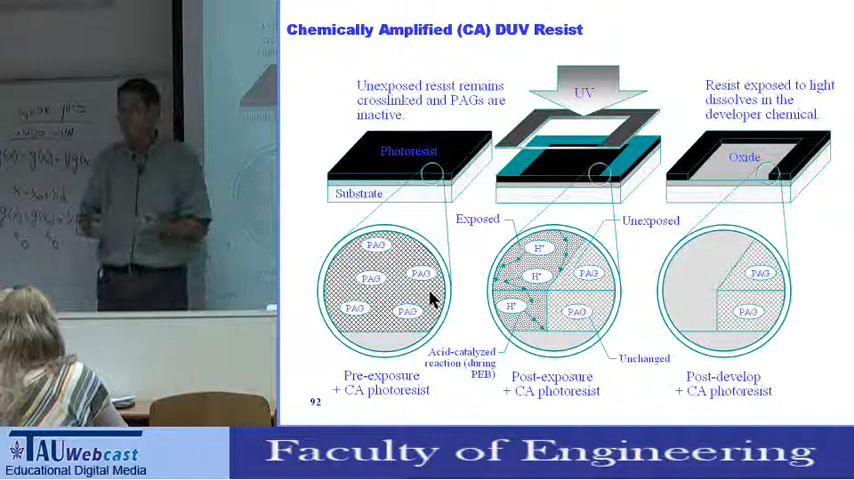 Chemically Amplified (CA) DUV Resist
Unexposed resist remains
crosslinked and PAGs are
inactive.
UV
Resist exposed to light
dissolves in the
developer chemical.
Photoresist
Substrate
Oxide
Exposed
Unexposed
PAG
PAG
PAG
PAG
PAG
H+
H+
H+
PAG
PAG
PAG
PAG
Acid-catalyzed
reaction (during
PEB)
Unchanged
Pre-exposure
+ CA photoresist
Post-exposure
+ CA photoresist
Post-develop
+ CA photoresist
92
TAU Webcast
Educational Digital Media
Faculty of Engineering